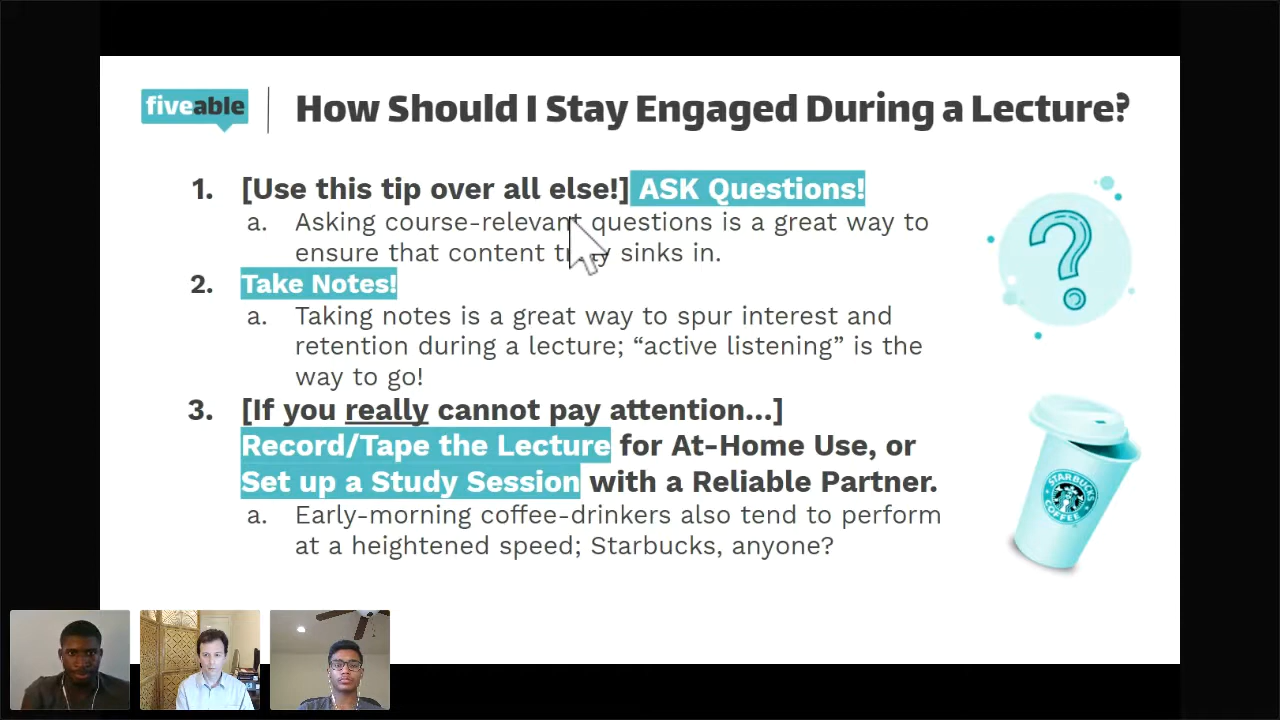 fiveable
How Should I Stay Engaged During a Lecture?
1. [Use this tip over all else!] ASK Questions!
a. Asking course-relevant questions is a great way to
ensure that content truly sinks in.
2. Take Notes!
a. Taking notes is a great way to spur interest and
retention during a lecture; “active listening” is the
way to go!
3. [If you really cannot pay attention...]
Record/Tape the Lecture for At-Home Use, or
Set up a Study Session with a Reliable Partner.
a. Early-morning coffee-drinkers also tend to perform
at a heightened speed; Starbucks, anyone?
STARBUCKS
COFFEE